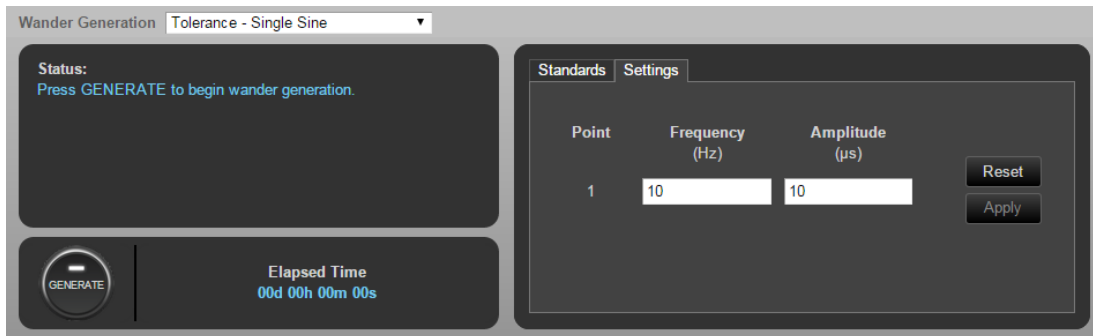 Wander Generation Tolerance - Single Sine
Status:
Press GENERATE to begin wander generation.
GENERATE
Elapsed Time
00d 00h 00m 00s
Standards Settings
Point Frequency Amplitude
(Hz) (µs)
1 10 10
Reset
Apply